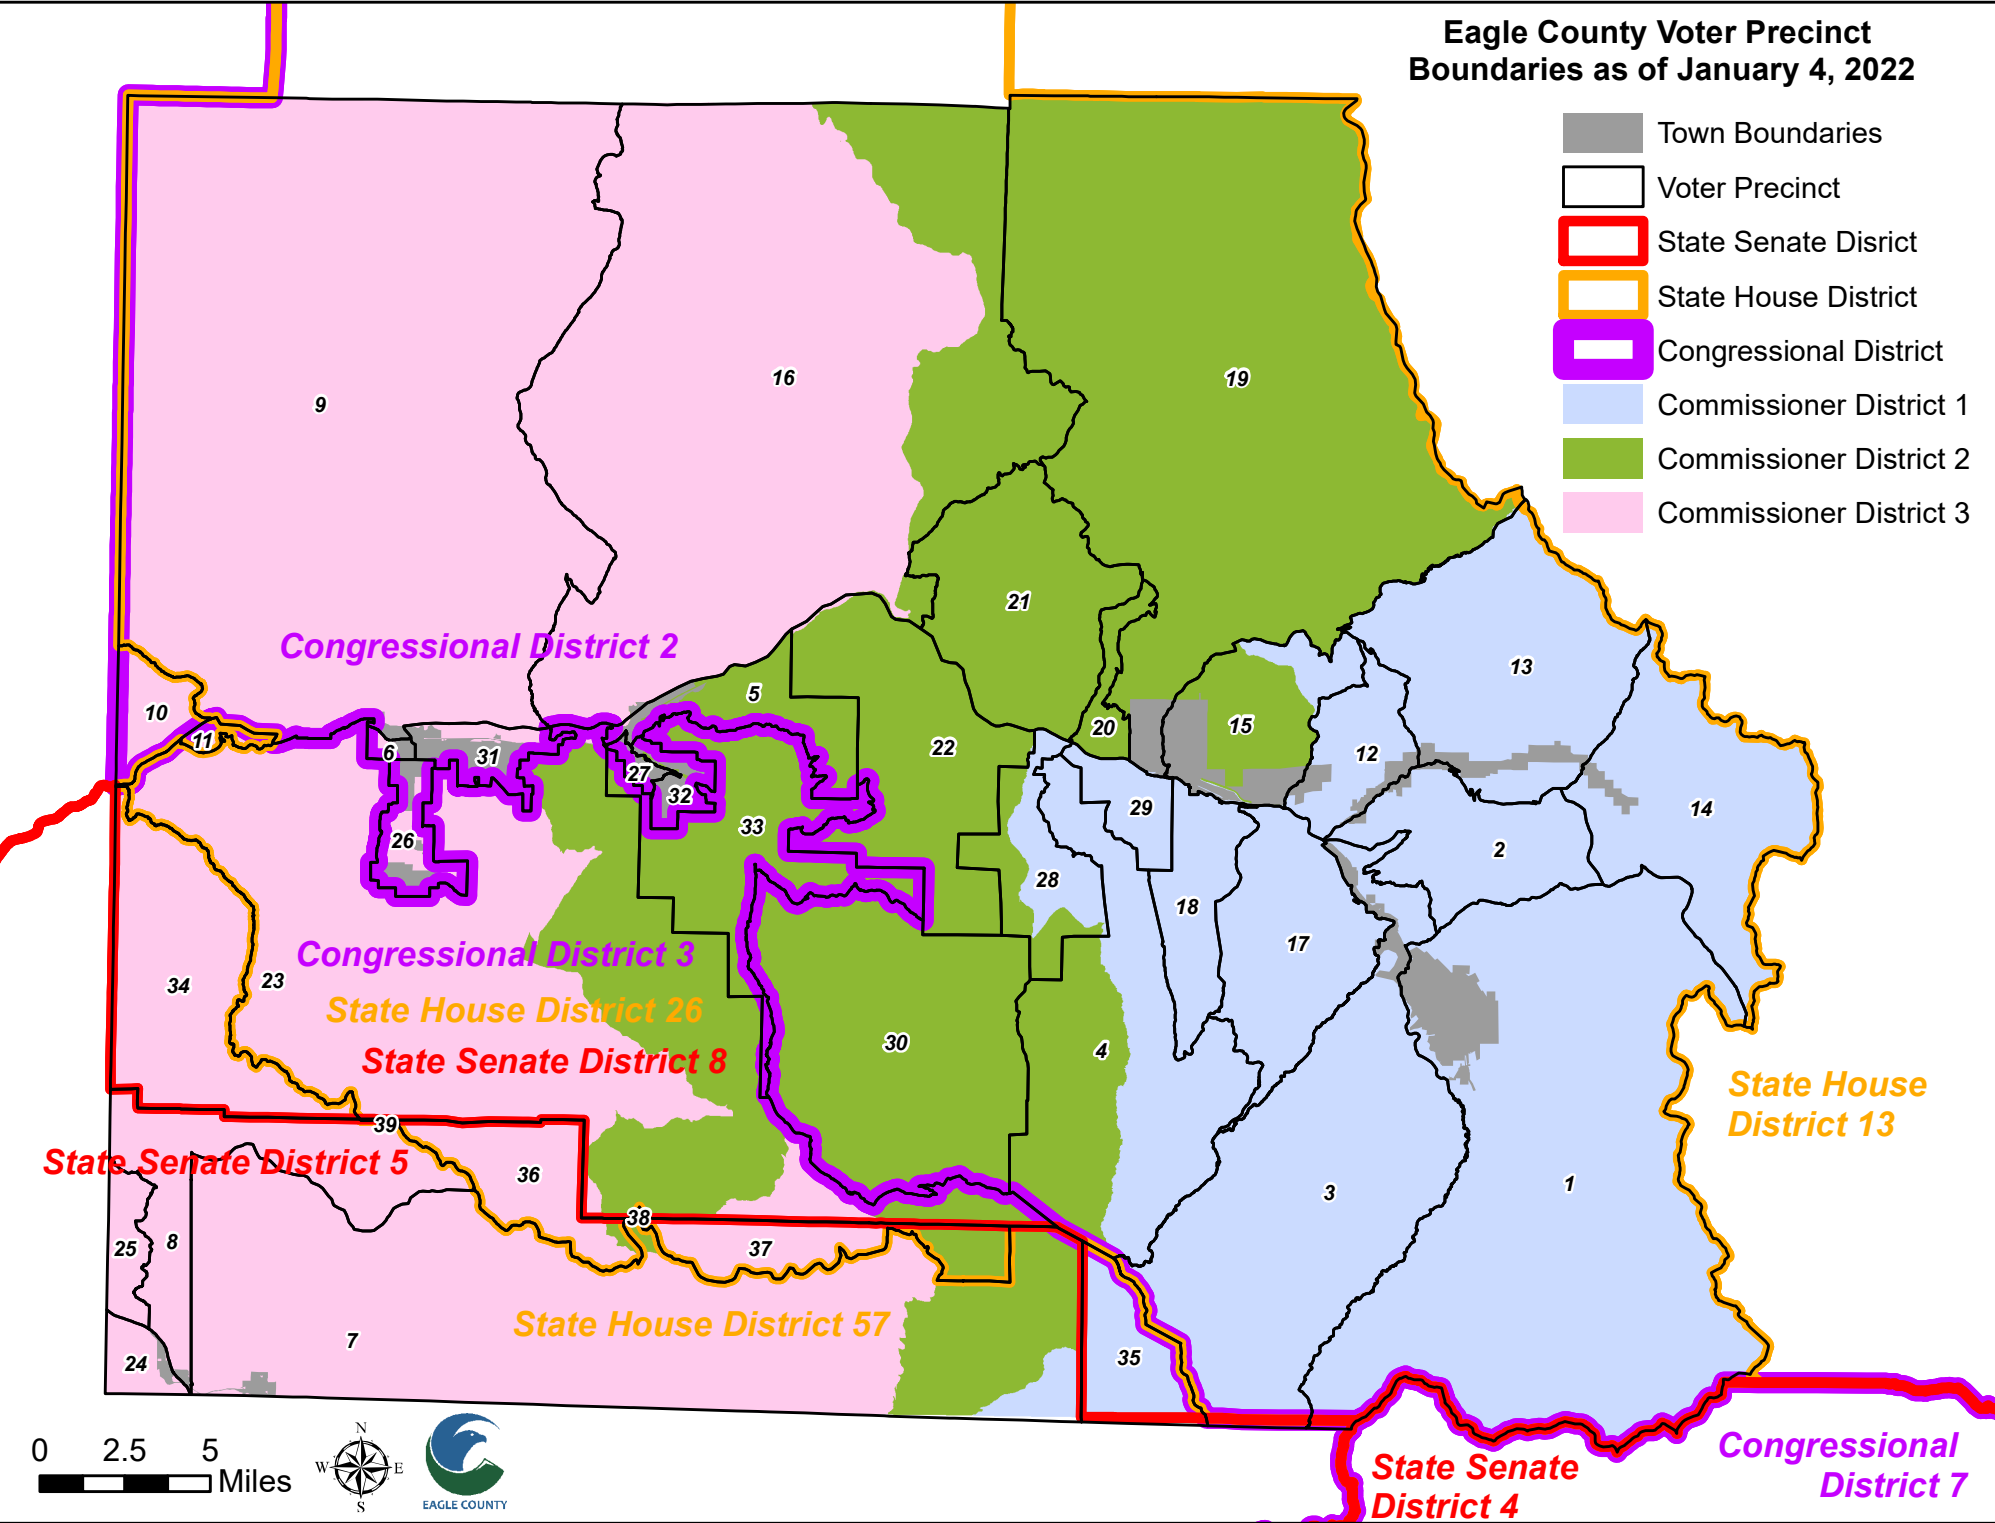 Eagle County Voter Precinct
Boundaries as of January 4, 2022
Town Boundaries
Voter Precinct
State Senate Disrict
State House District
Congressional District
Commissioner District 1
Commissioner District 2
Commissioner District 3
9
16
19
21
Congressional District 2
13
5
10
11
6
31
22
20
15
12
27
32
33
29
14
26
2
28
18
17
Congressional District 3
34
23
State House District 26
30
4
State Senate District 8
State House
District 13
39
State Senate District 5
36
3
1
38
25
8
37
State House District 57
7
24
35
0 2.5 5
Miles
N
W
E
S
EAGLE COUNTY
State Senate
District 4
Congressional
District 7